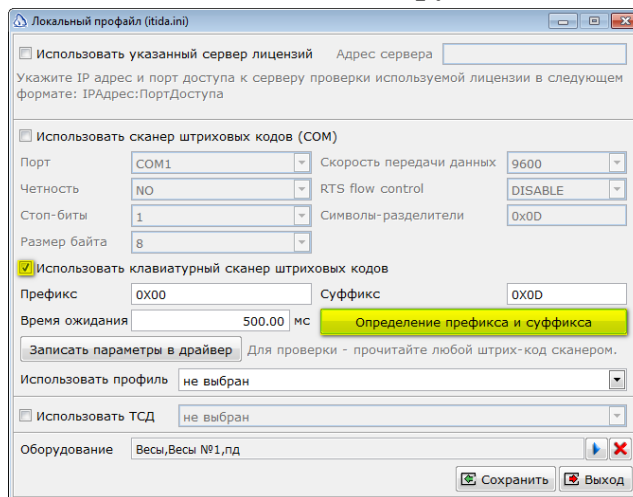 Локальный профайл (itida.ini)
Использовать указанный сервер лицензий Адрес сервера
Укажите IP адрес и порт доступа к серверу проверки используемой лицензии в следующем
формате: IPАдрес:ПортДоступа
Использовать сканер штриховых кодов (COM)
Порт COM1 Скорость передачи данных 9600
Четность NO RTS flow control DISABLE
Стоп-биты 1 Символы-разделители 0x0D
Размер байта 8
Использовать клавиатурный сканер штриховых кодов
Префикс 0X00 Суффикс 0X0D
Время ожидания 500.00 мс Определение префикса и суффикса
Записать параметры в драйвер Для проверки - прочитайте любой штрих-код сканером.
Использовать профиль не выбран
Использовать ТСД не выбран
Оборудование Весы,Весы №1,пд
Сохранить Выход